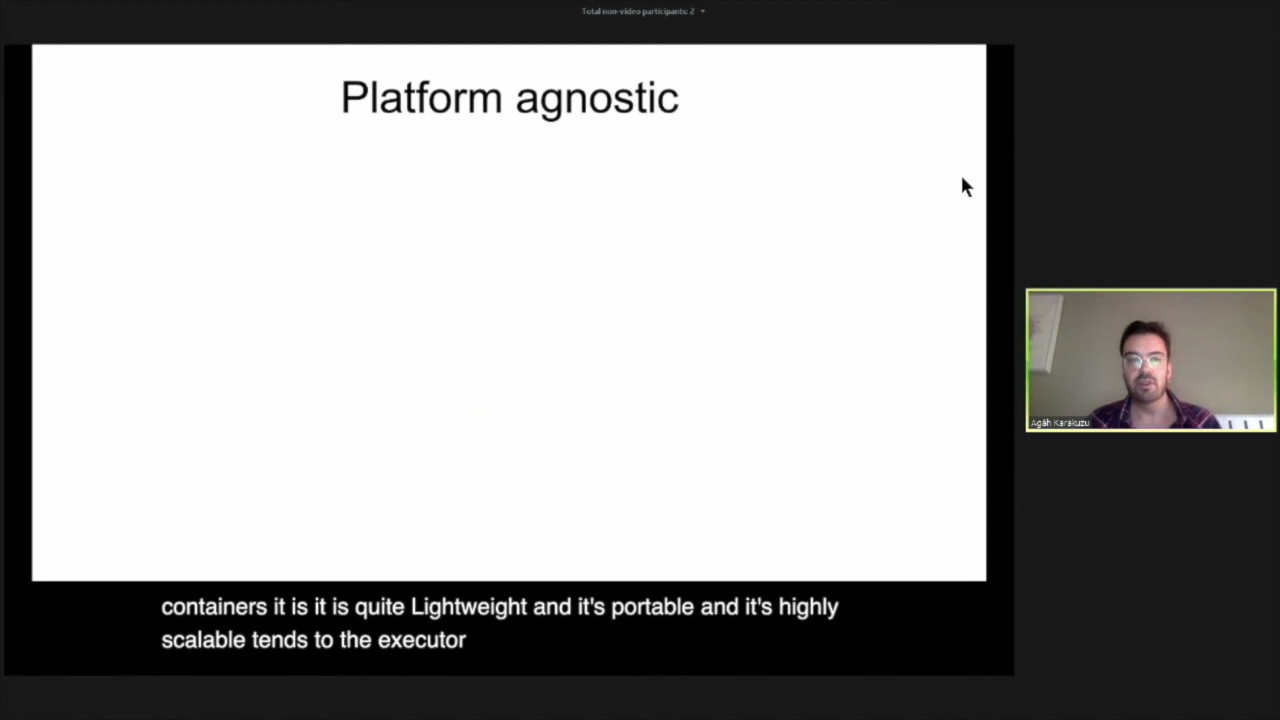 Total non-video participants: 2
Platform agnostic
Agâh Karakuzu
containers it is it is quite Lightweight and it's portable and it's highly
scalable tends to the executor